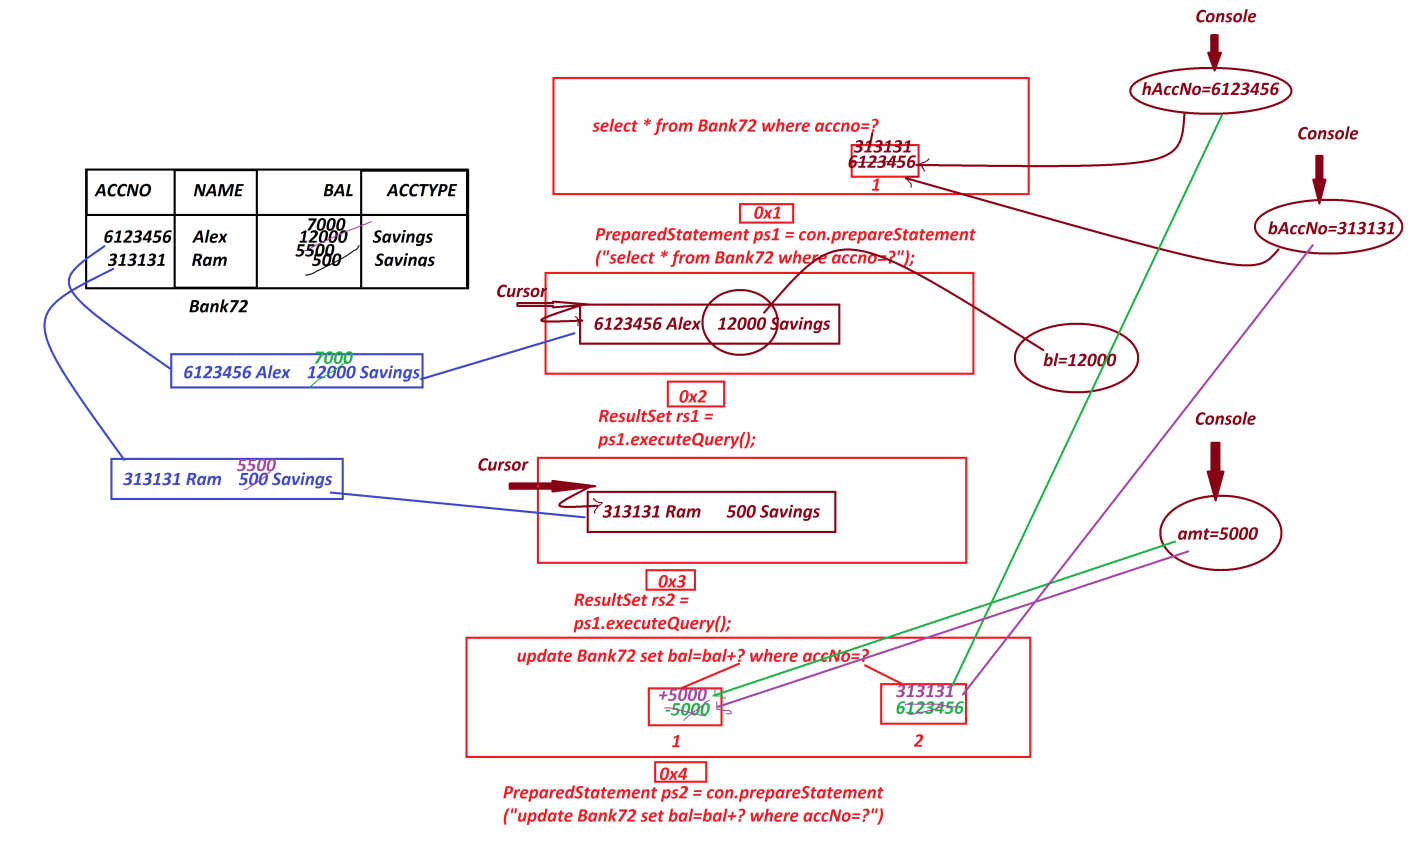 Console
hAccNo=6123456
select * from Bank72 where accno=?
313131
6123456
1
Console
bAccNo=313131
ACCNO NAME BAL ACCTYPE
7000
6123456 Alex 12000 Savings
5500
313131 Ram 500 Savings
Bank72
0x1
PreparedStatement ps1 = con.prepareStatement
("select * from Bank72 where accno=?");
Cursor
6123456 Alex 12000 Savings
bl=12000
7000
6123456 Alex 12000 Savings
0x2
ResultSet rs1 =
ps1.executeQuery();
Console
amt=5000
5500
313131 Ram 500 Savings
Cursor
313131 Ram 500 Savings
0x3
ResultSet rs2 =
ps1.executeQuery();
update Bank72 set bal=bal+? where accNo=?
+5000
-5000
1
313131
6123456
2
0x4
PreparedStatement ps2 = con.prepareStatement
("update Bank72 set bal=bal+? where accNo=?")